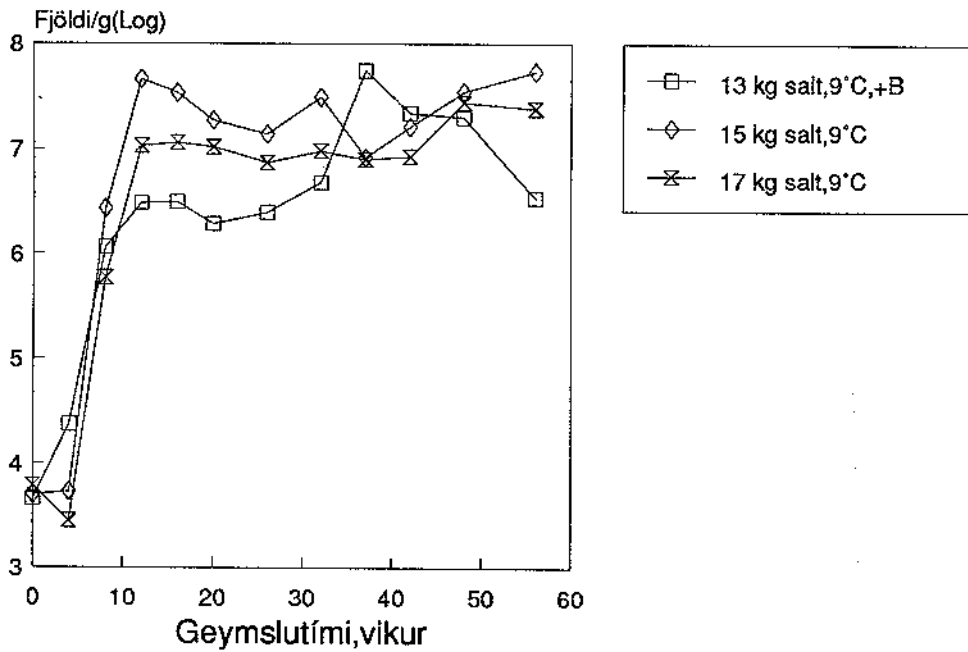 Fjöldi/g(Log)
8
7
6
5
4
3
0 10 20 30 40 50 60
Geymslutími,vikur
13 kg salt,9°C,+B
15 kg salt,9°C
17 kg salt,9°C